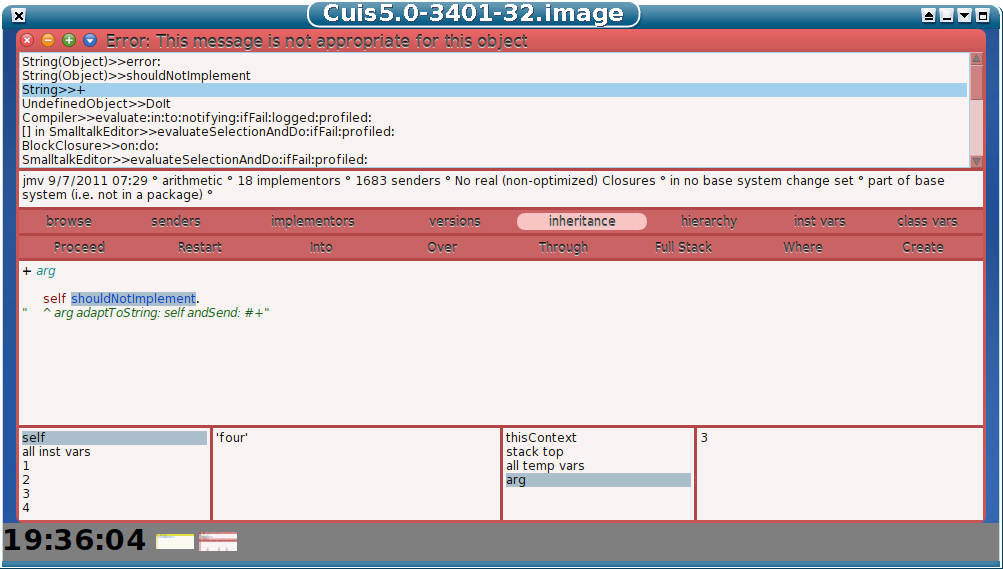 Cuis5.0-3401-32.image
Error: This message is not appropriate for this object
String(Object)>>error:
String(Object)>>shouldNotImplement
String>>+
UndefinedObject>>DoIt
Compiler>>evaluate:in:to:notifying:ifFail:logged:profiled:
[] in SmalltalkEditor>>evaluateSelectionAndDo:ifFail:profiled:
BlockClosure>>on:do:
SmalltalkEditor>>evaluateSelectionAndDo:ifFail:profiled:
jmv 9/7/2011 07:29 ° arithmetic ° 18 implementors ° 1683 senders ° No real (non-optimized) Closures ° in no base system change set ° part of base
system (i.e. not in a package) °
browse senders implementors versions inheritance hierarchy inst vars class vars
Proceed Restart Into Over Through Full Stack Where Create
+ arg
self shouldNotImplement.
" ^ arg adaptToString: self andSend: #+"
self 'four' thisContext 3
all inst vars stack top
1 all temp vars
2 arg
3
4
19:36:04